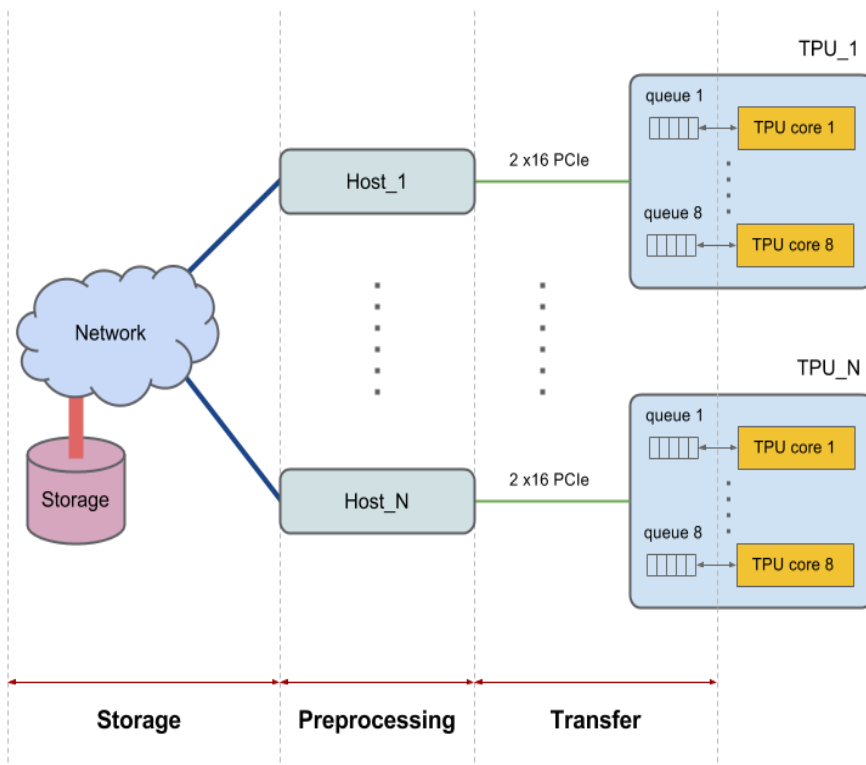 TPU_1
queue 1
TPU core 1
2 x16 PCIe
Host_1
queue 8
TPU core 8
Network
TPU_N
queue 1
TPU core 1
Storage
2 x16 PCIe
Host_N
queue 8
TPU core 8
Storage
Preprocessing
Transfer